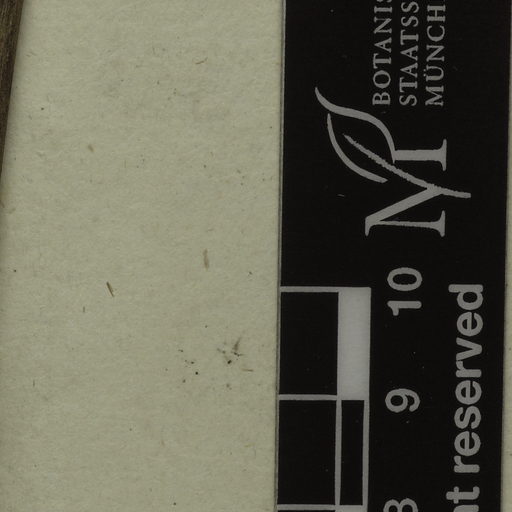 BOTANIS
STAATSS
MÜNCH
M
10
9
8
nt reserved